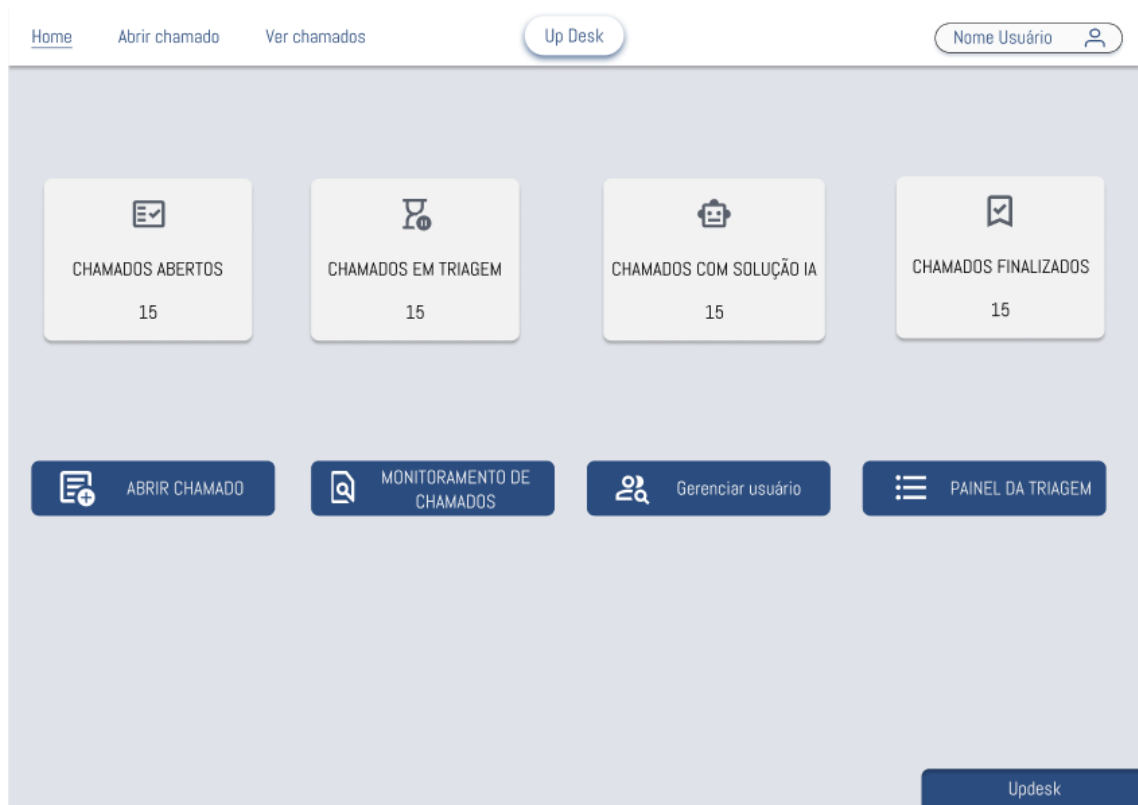 Home
Abrir chamado
Ver chamados
Up Desk
Nome Usuário
CHAMADOS ABERTOS
15
CHAMADOS EM TRIAGEM
15
CHAMADOS COM SOLUÇÃO IA
15
CHAMADOS FINALIZADOS
15
ABRIR CHAMADO
MONITORAMENTO DE
CHAMADOS
Gerenciar usuário
PAINEL DA TRIAGEM
Updesk